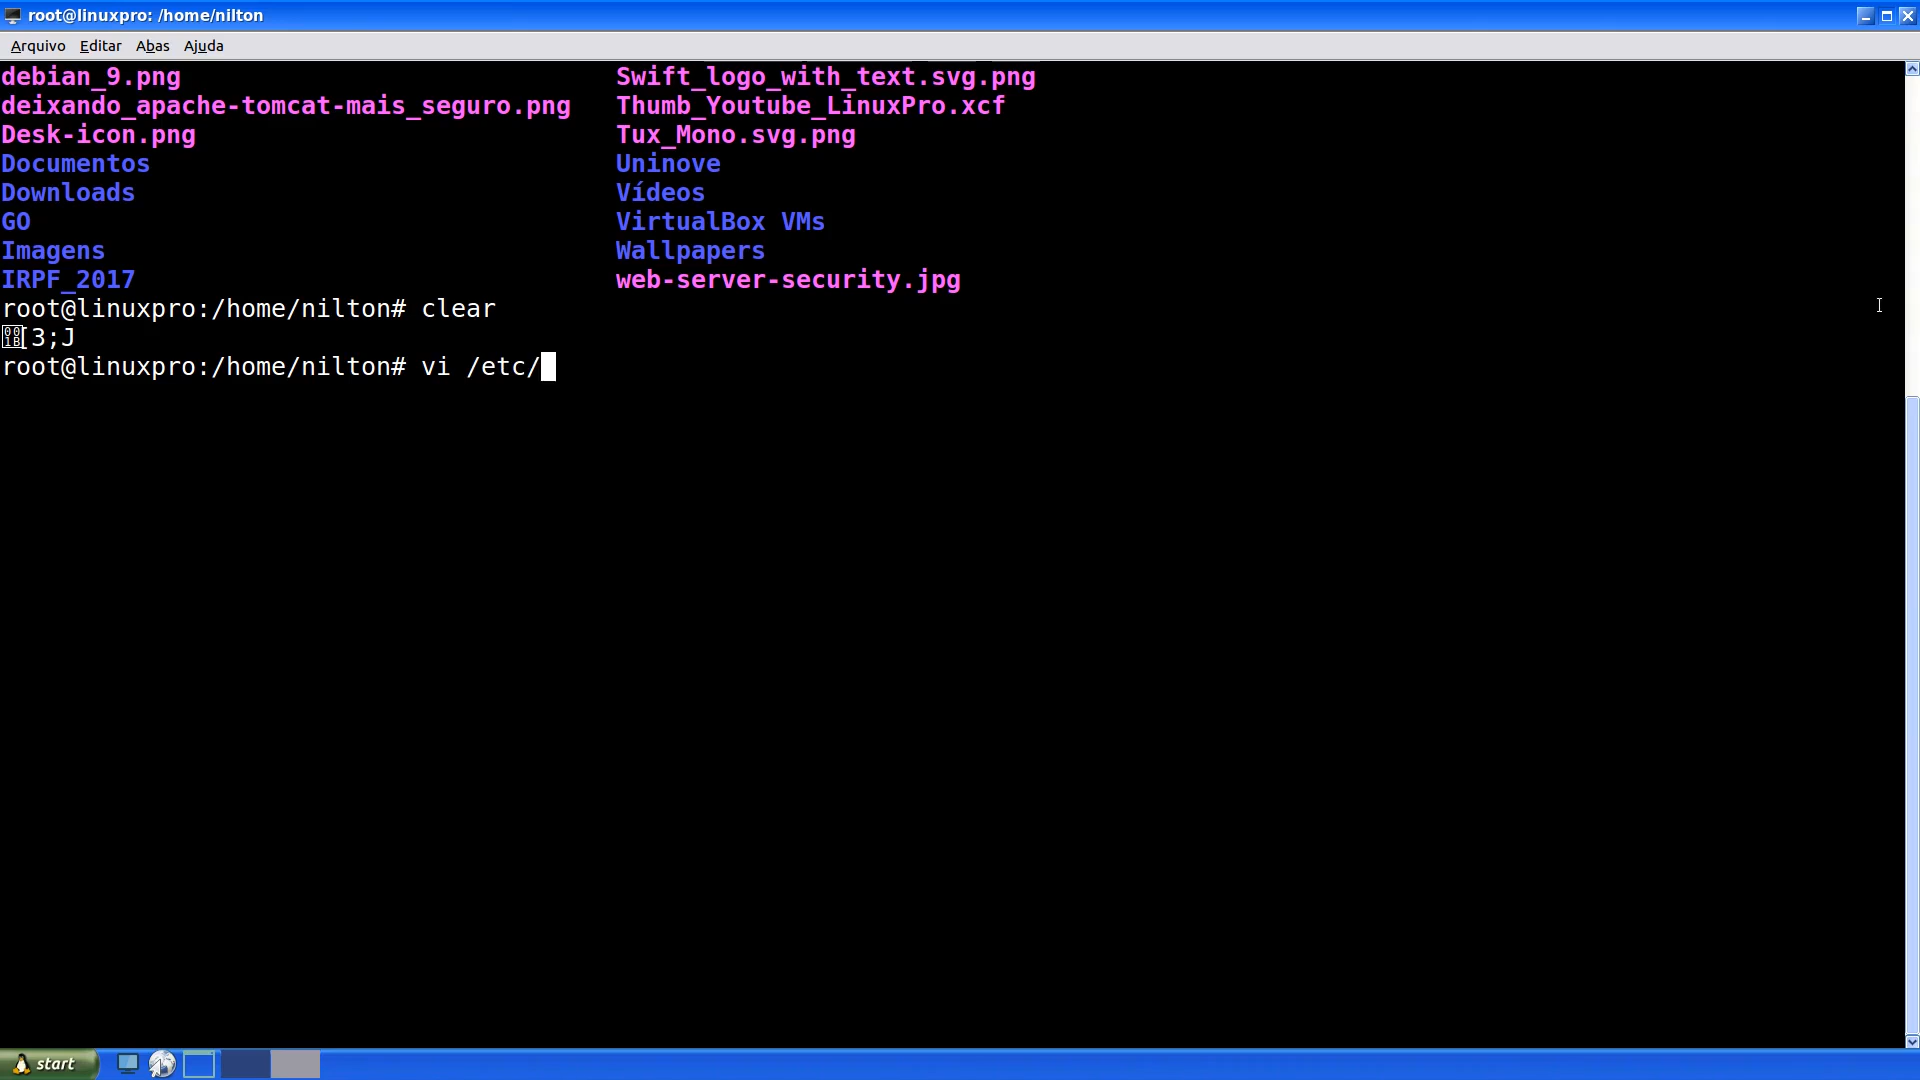 root@linuxpro: /home/nilton
Arquivo Editar Abas Ajuda
debian_9.png Swift_logo_with_text.svg.png
deixando_apache-tomcat-mais_seguro.png Thumb_Youtube_LinuxPro.xcf
Desk-icon.png Tux_Mono.svg.png
Documentos Uninove
Downloads Vídeos
GO VirtualBox VMs
Imagens Wallpapers
IRPF_2017 web-server-security.jpg
root@linuxpro:/home/nilton# clear
[3;J
root@linuxpro:/home/nilton# vi /etc/
start